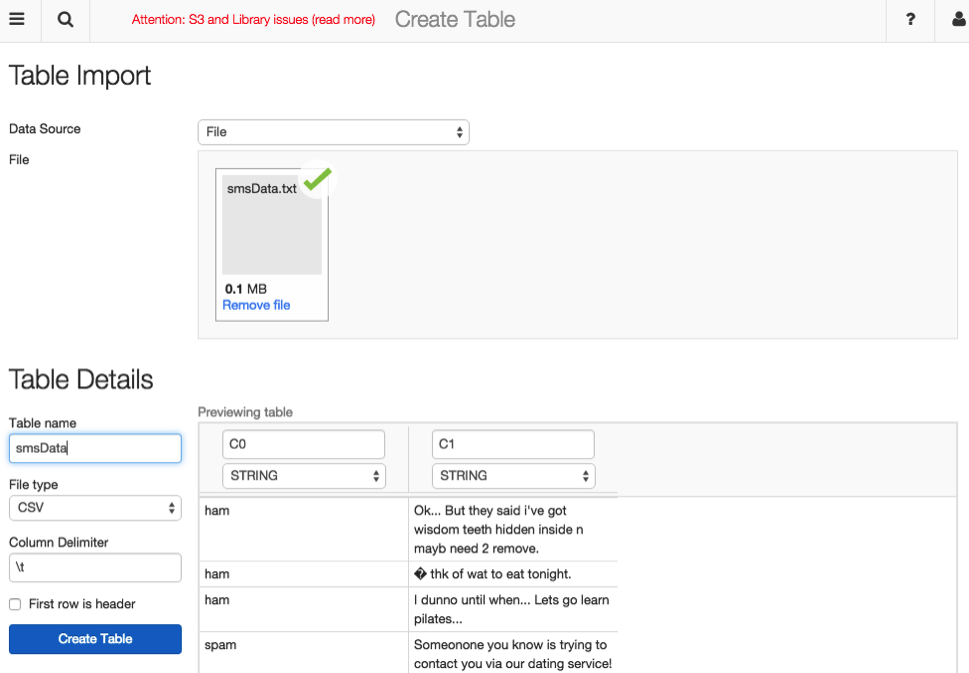 Attention: S3 and Library issues (read more) Create Table ?
Table Import
Data Source File
File
smsData.txt
0.1 MB
Remove file
Table Details
Table name
smsData
File type
CSV
Column Delimiter
\t
First row is header
Create Table
Previewing table
C0 C1
STRING STRING
ham Ok... But they said i've got
wisdom teeth hidden inside n
mayb need 2 remove.
ham � thk of wat to eat tonight.
ham I dunno until when... Lets go learn
pilates...
spam Someonone you know is trying to
contact you via our dating service!